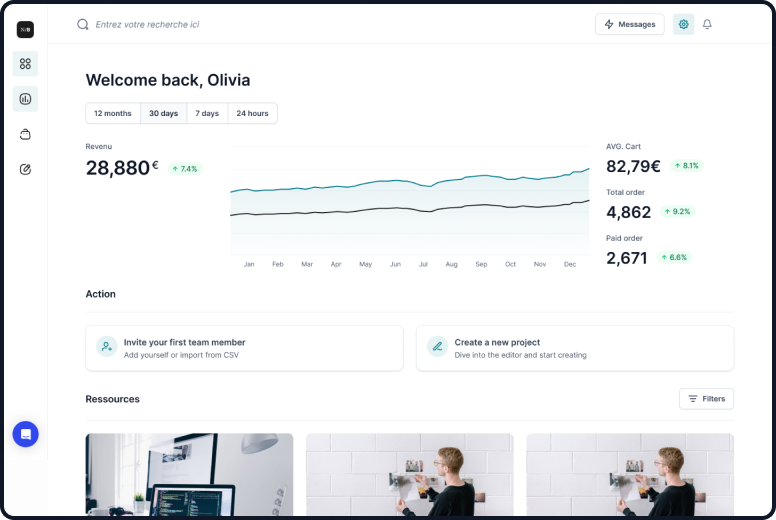 Entrez votre recherche ici
Messages
Welcome back, Olivia
12 months 30 days 7 days 24 hours
Revenu
28,880€ ↑ 7.4%
AVG. Cart
82,79€ ↑ 8.1%
Total order
4,862 ↑ 9.2%
Paid order
2,671 ↑ 6.6%
Jan Feb Mar Apr May Jun Jul Aug Sep Oct Nov Dec
Action
Invite your first team member
Add yourself or import from CSV
Create a new project
Dive into the editor and start creating
Ressources
Filters